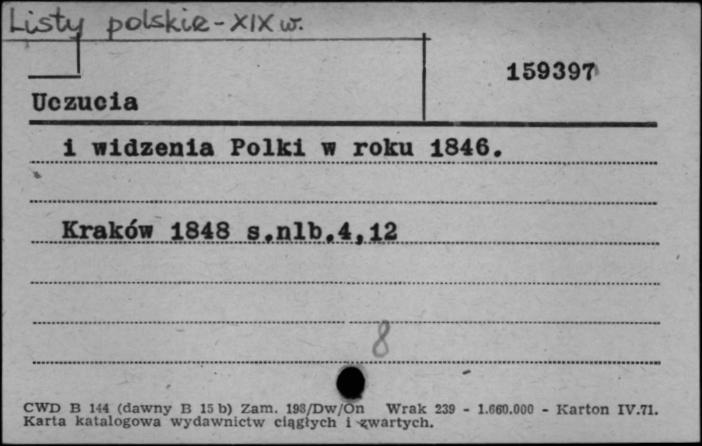 Listy polskie - XIX w.
159397
Uczucia
i widzenia Polki w roku 1846.
Kraków 1848 s.nlb.4,12
8
CWD B 144 (dawny B 15 b) Zam. 193/Dw/On Wrak 239 - 1.660.000 - Karton IV.71.
Karta katalogowa wydawnictw ciągłych i zwartych.